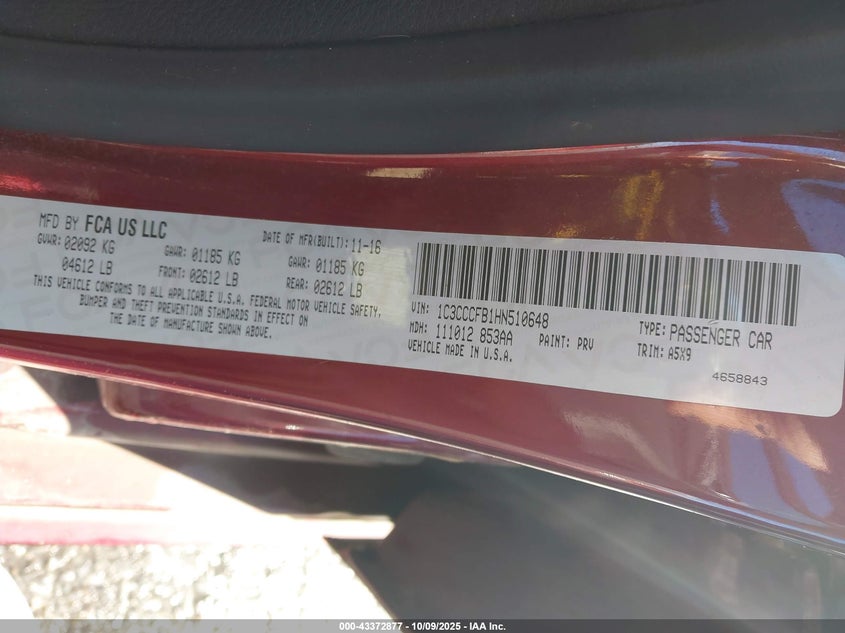 MFD BY FCA US LLC
DATE OF MFR(BUILT): 11-16
GVWR: 02092 KG
GAWR: 01185 KG
GAWR: 01185 KG
04612 LB
FRONT: 02612 LB
REAR: 02612 LB
THIS VEHICLE CONFORMS TO ALL APPLICABLE U.S.A. FEDERAL MOTOR VEHICLE SAFETY,
BUMPER AND THEFT PREVENTION STANDARDS IN EFFECT ON
THE DATE OF MANUFACTURE SHOWN ABOVE.
VIN: 1C3CCCFB1HN510648
TYPE: PASSENGER CAR
MDH: 111012 853AA
PAINT: PRV
TRIM: A5X9
VEHICLE MADE IN U.S.A.
4658843
000-43372877 - 10/09/2025 - IAA Inc.